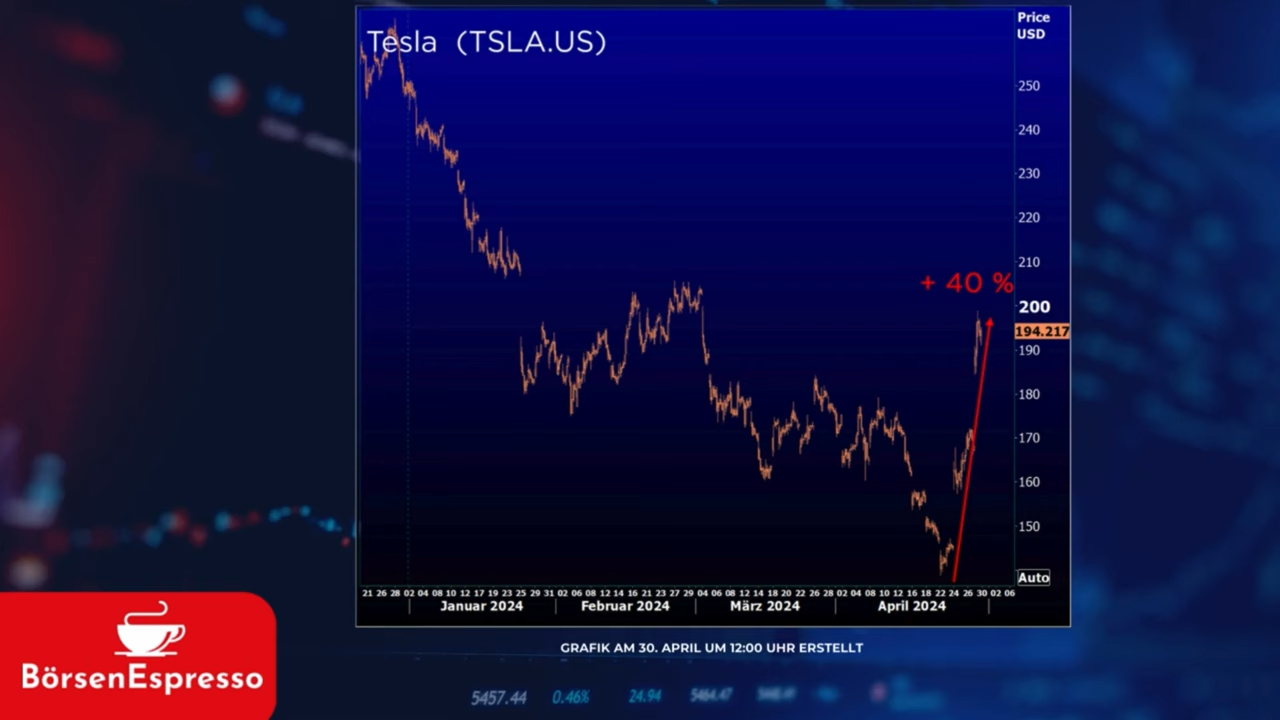 Tesla (TSLA.US)
Price
USD
250
240
230
220
210
+ 40 %
200
194.217
190
180
170
160
150
Auto
21 26 28 02 04 08 10 12 17 19 23 25 29 31 02 06 08 12 14 16 21 23 27 29 04 06 08 12 14 18 20 22 26 28 02 04 08 10 12 16 18 22 24 26 30 02 06
Januar 2024 Februar 2024 März 2024 April 2024
GRAFIK AM 30. APRIL UM 12:00 UHR ERSTELLT
BörsenEspresso
5457.44 0.46% 24.94 5464.47